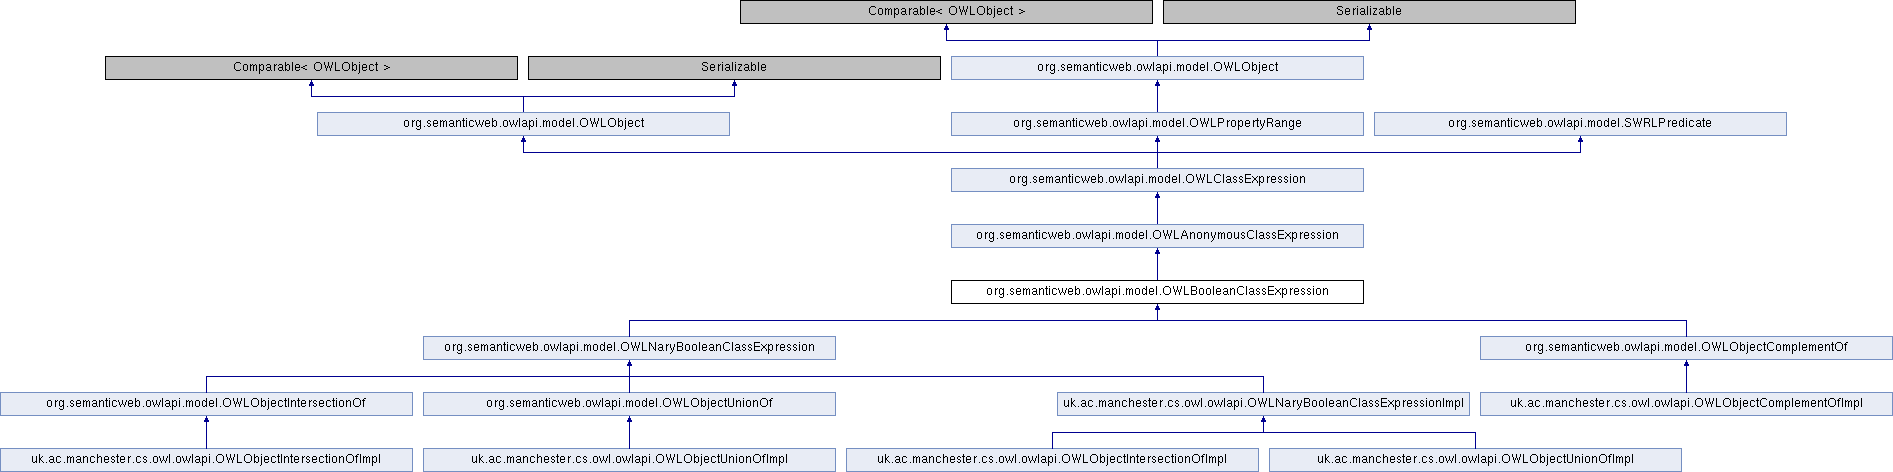 Comparable< OWLObject >
Serializable
Comparable< OWLObject >
Serializable
org.semanticweb.owlapi.model.OWLObject
org.semanticweb.owlapi.model.OWLObject
org.semanticweb.owlapi.model.OWLPropertyRange
org.semanticweb.owlapi.model.SWRLPredicate
org.semanticweb.owlapi.model.OWLClassExpression
org.semanticweb.owlapi.model.OWLAnonymousClassExpression
org.semanticweb.owlapi.model.OWLBooleanClassExpression
org.semanticweb.owlapi.model.OWLNaryBooleanClassExpression
org.semanticweb.owlapi.model.OWLObjectComplementOf
org.semanticweb.owlapi.model.OWLObjectIntersectionOf
org.semanticweb.owlapi.model.OWLObjectUnionOf
uk.ac.manchester.cs.owl.owlapi.OWLNaryBooleanClassExpressionImpl
uk.ac.manchester.cs.owl.owlapi.OWLObjectComplementOfImpl
uk.ac.manchester.cs.owl.owlapi.OWLObjectIntersectionOfImpl
uk.ac.manchester.cs.owl.owlapi.OWLObjectUnionOfImpl
uk.ac.manchester.cs.owl.owlapi.OWLObjectIntersectionOfImpl
uk.ac.manchester.cs.owl.owlapi.OWLObjectUnionOfImpl